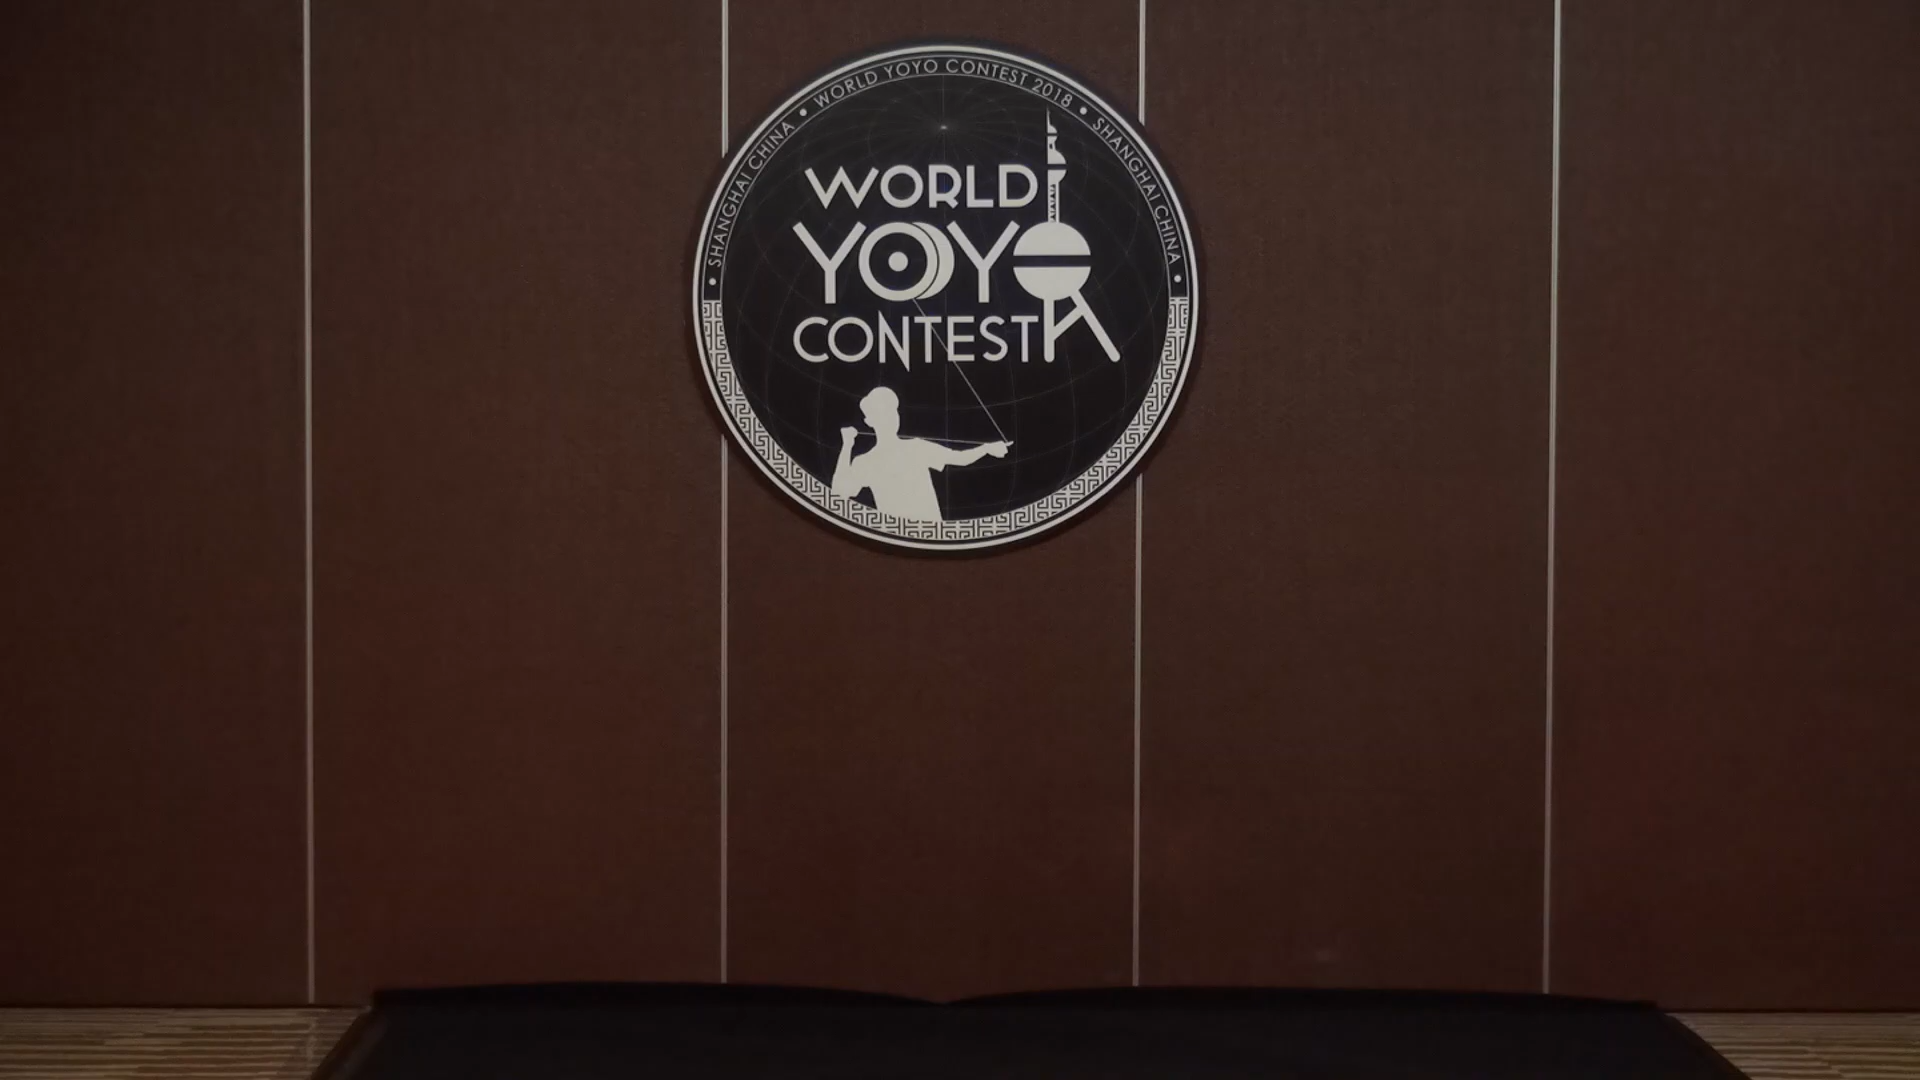 SHANGHAI CHINA • WORLD YOYO CONTEST 2018 • SHANGHAI CHINA
WORLD
YOYO
CONTEST